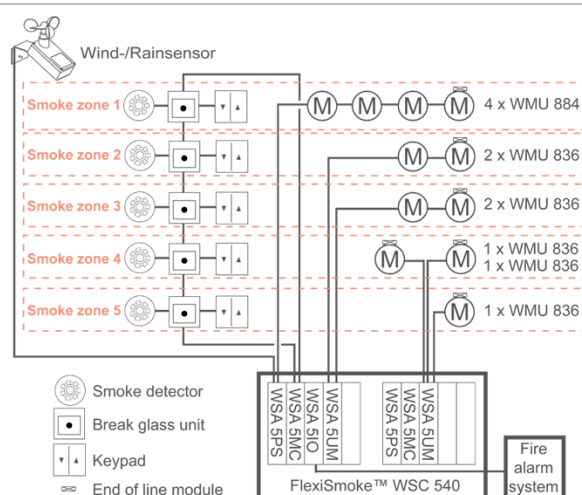 Wind-/Rainsensor
Smoke zone 1
M M M M
4 x WMU 884
Smoke zone 2
M M
2 x WMU 836
Smoke zone 3
M M
2 x WMU 836
Smoke zone 4
M M
1 x WMU 836
1 x WMU 836
Smoke zone 5
M
1 x WMU 836
WSA 5PS
WSA 5MC
WSA 5IO
WSA 5UM
WSA 5PS
WSA 5MC
WSA 5UM
FlexiSmoke™ WSC 540
Fire
alarm
system
Smoke detector
Break glass unit
Keypad
End of line module